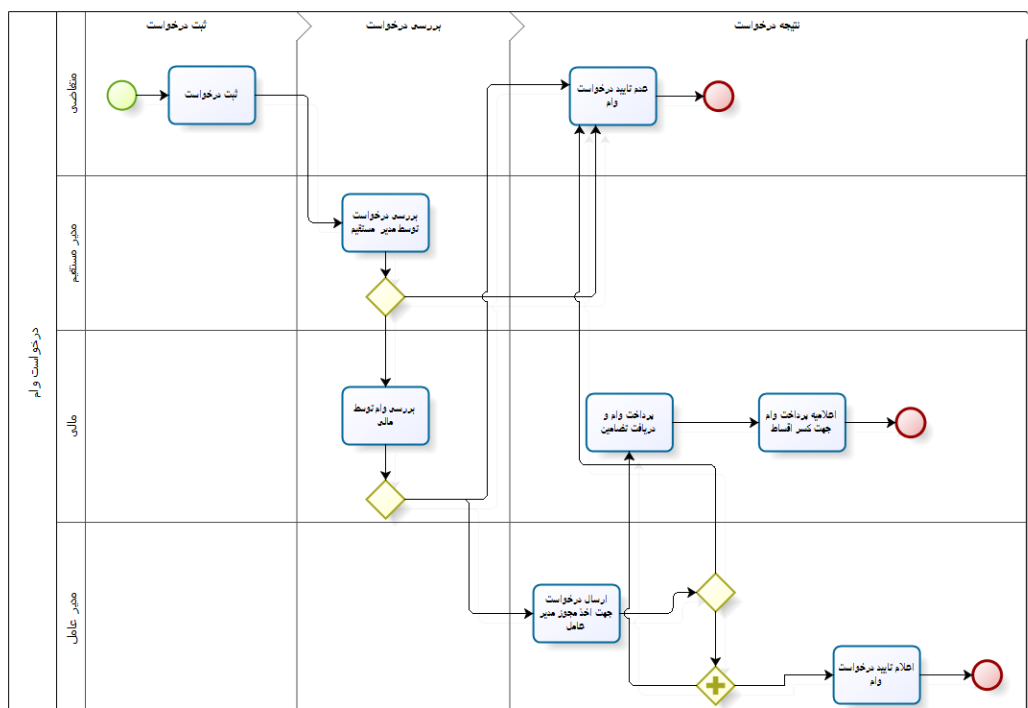 ثبت درخواست
بررسی درخواست
نتیجه درخواست
درخواست وام
متقاضی
ثبت درخواست
عدم تایید درخواست
وام
مدیر مستقیم
بررسی درخواست
توسط مدیر مستقیم
مالی
بررسی وام توسط
مالی
پرداخت وام و
دریافت تضامین
اعلامیه پرداخت وام
جهت کسر اقساط
مدیر عامل
ارسال درخواست
جهت اخذ مجوز مدیر
عامل
اعلام تایید درخواست
وام